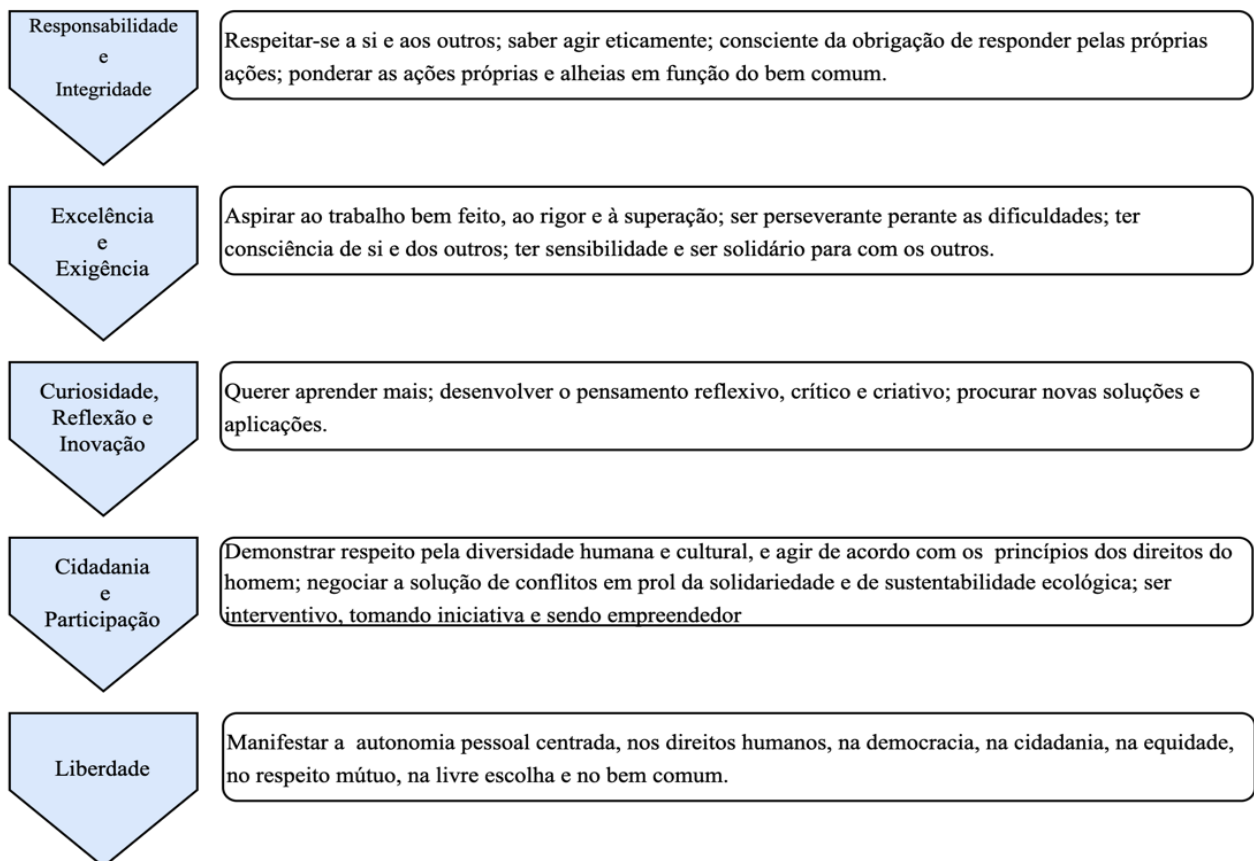 Responsabilidade
e
Integridade
Respeitar-se a si e aos outros; saber agir eticamente; consciente da obrigação de responder pelas próprias
ações; ponderar as ações próprias e alheias em função do bem comum.
Excelência
e
Exigência
Aspirar ao trabalho bem feito, ao rigor e à superação; ser perseverante perante as dificuldades; ter
consciência de si e dos outros; ter sensibilidade e ser solidário para com os outros.
Curiosidade,
Reflexão e
Inovação
Querer aprender mais; desenvolver o pensamento reflexivo, crítico e criativo; procurar novas soluções e
aplicações.
Cidadania
e
Participação
Demonstrar respeito pela diversidade humana e cultural, e agir de acordo com os princípios dos direitos do
homem; negociar a solução de conflitos em prol da solidariedade e de sustentabilidade ecológica; ser
interventivo, tomando iniciativa e sendo empreendedor
Liberdade
Manifestar a autonomia pessoal centrada, nos direitos humanos, na democracia, na cidadania, na equidade,
no respeito mútuo, na livre escolha e no bem comum.